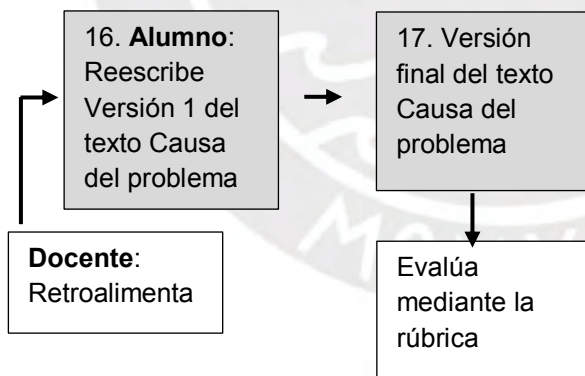 16. Alumno:
Reescribe
Versión 1 del
texto Causa
del problema
17. Versión
final del texto
Causa del
problema
Docente:
Retroalimenta
Evalúa
mediante la
rúbrica